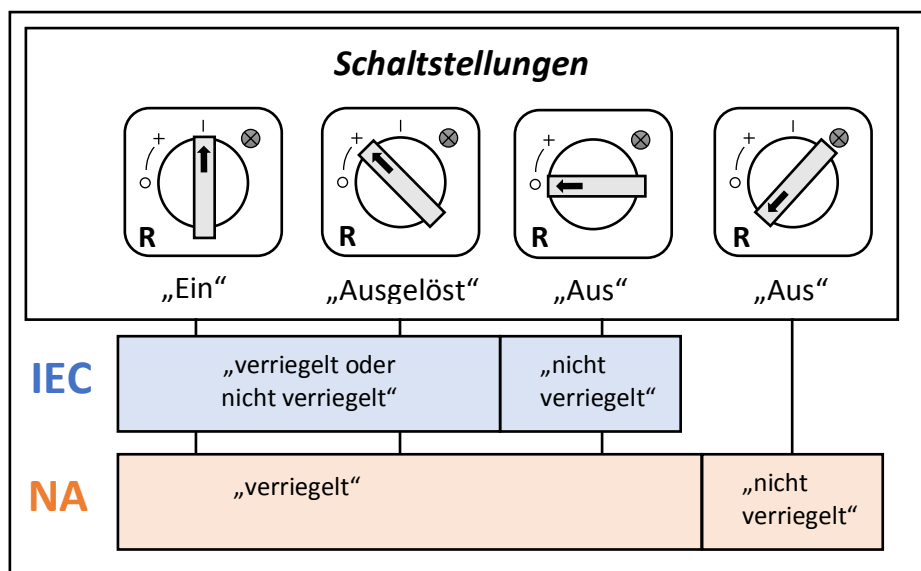 Schaltstellungen
+ | O R
+ | O R
+ | O R
+ | O R
„Ein“ „Ausgelöst“ „Aus“ „Aus“
IEC
„verriegelt oder
nicht verriegelt“
„nicht
verriegelt“
NA
„verriegelt“
„nicht
verriegelt“